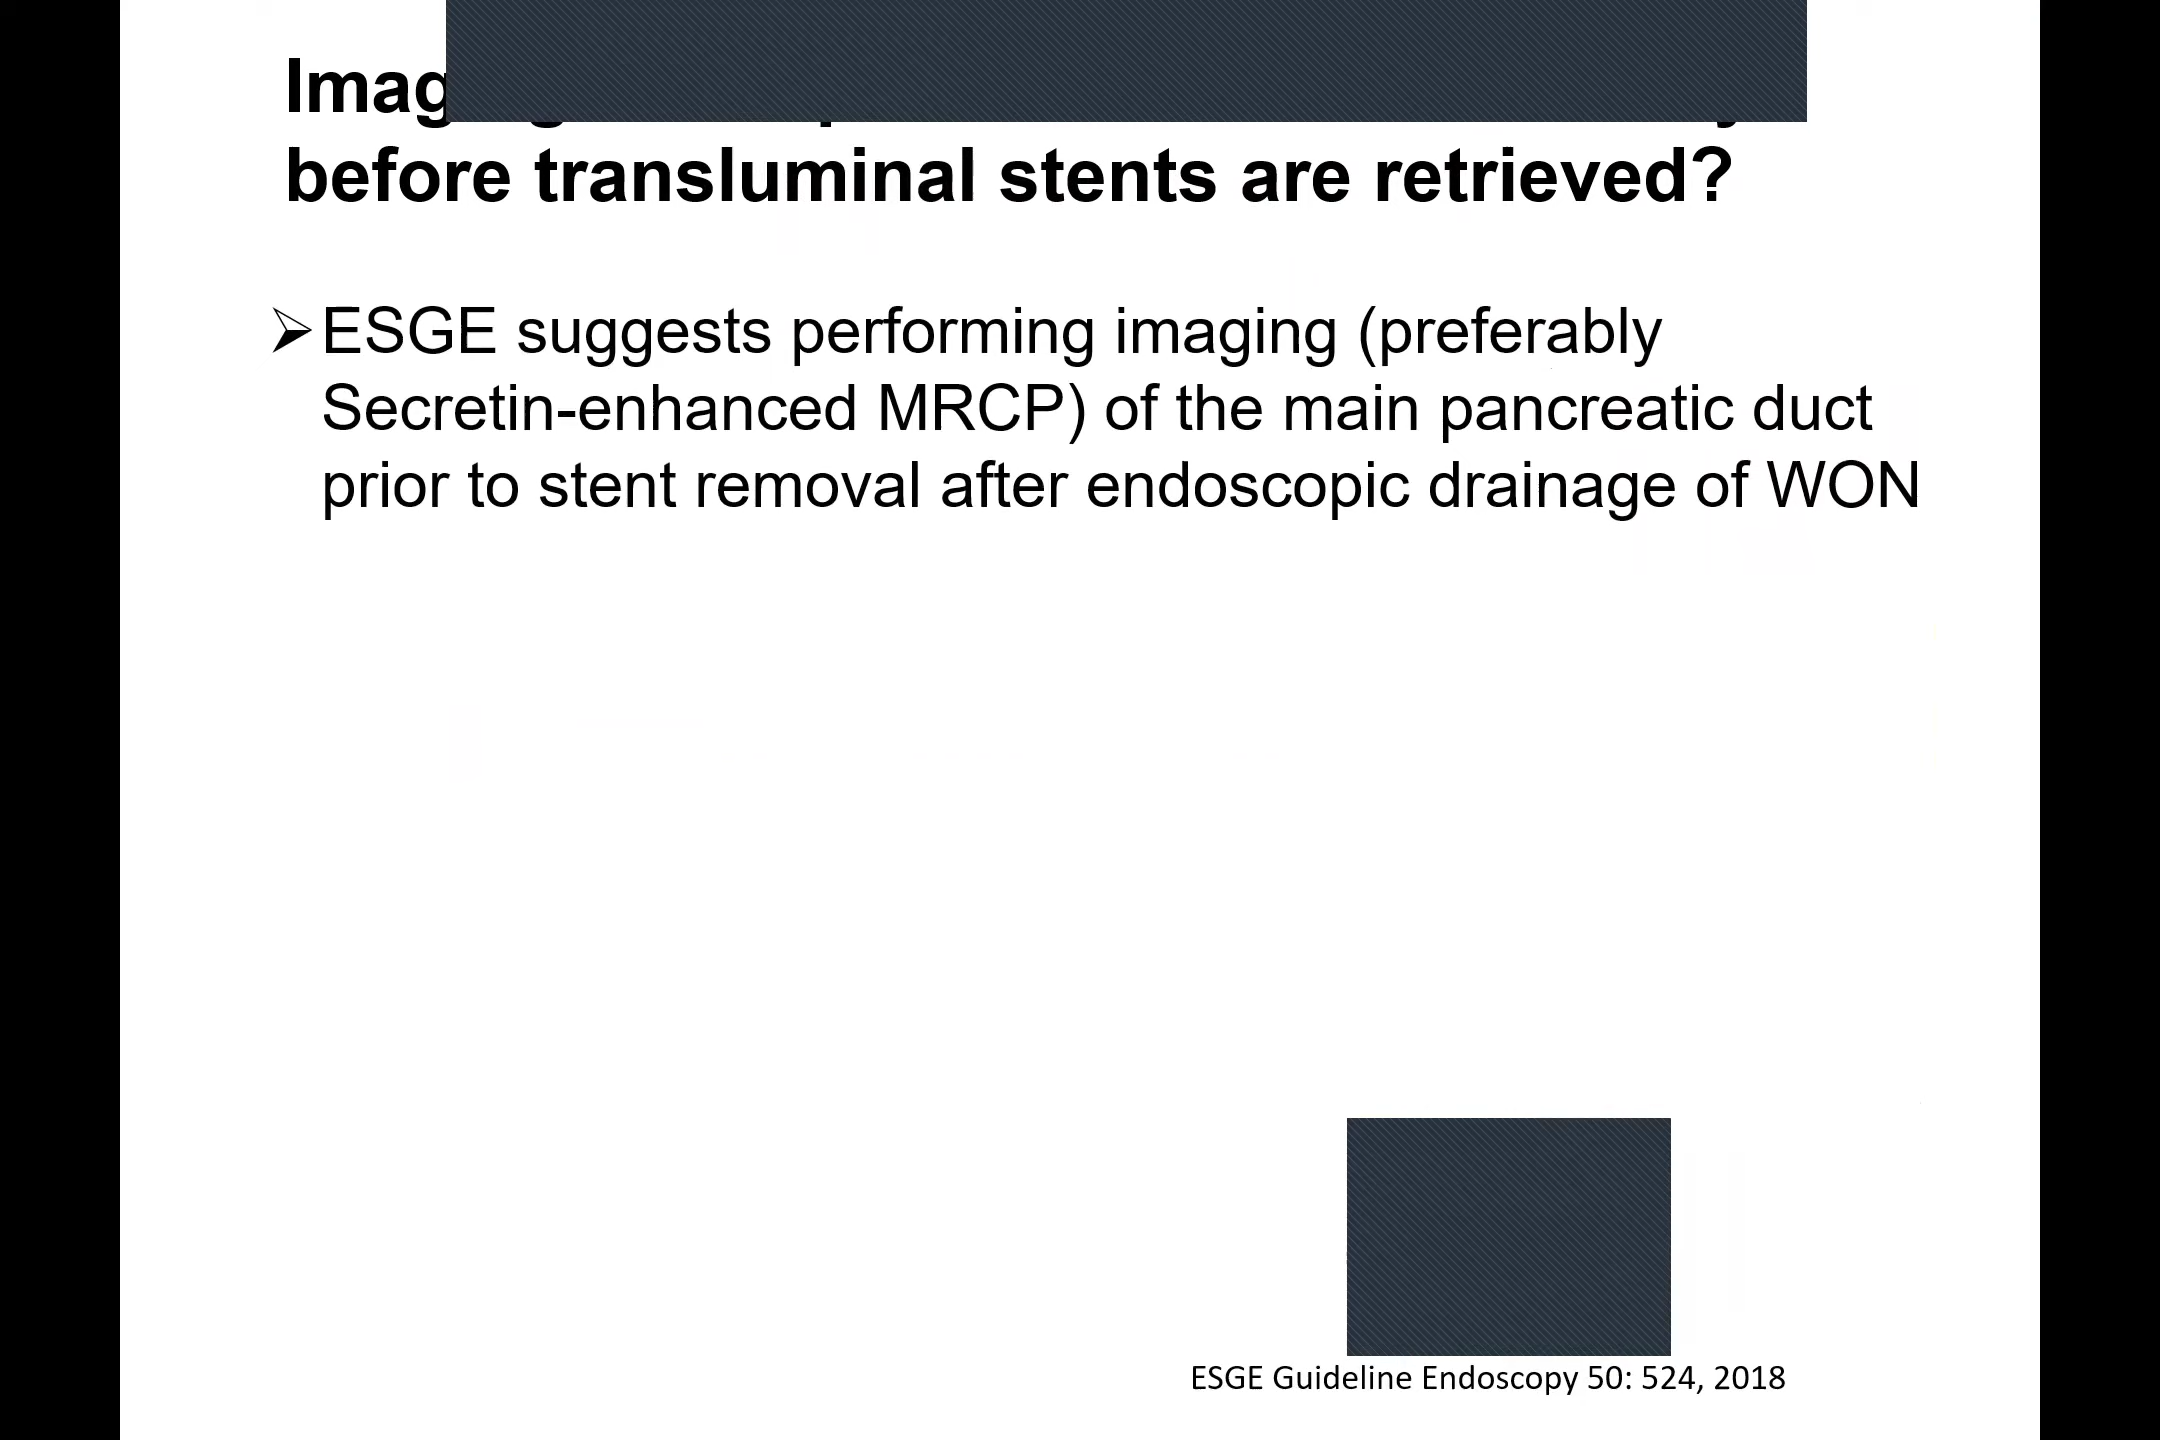 before transluminal stents are retrieved?
ESGE suggests performing imaging (preferably
Secretin-enhanced MRCP) of the main pancreatic duct
prior to stent removal after endoscopic drainage of WON
ESGE Guideline Endoscopy 50: 524, 2018